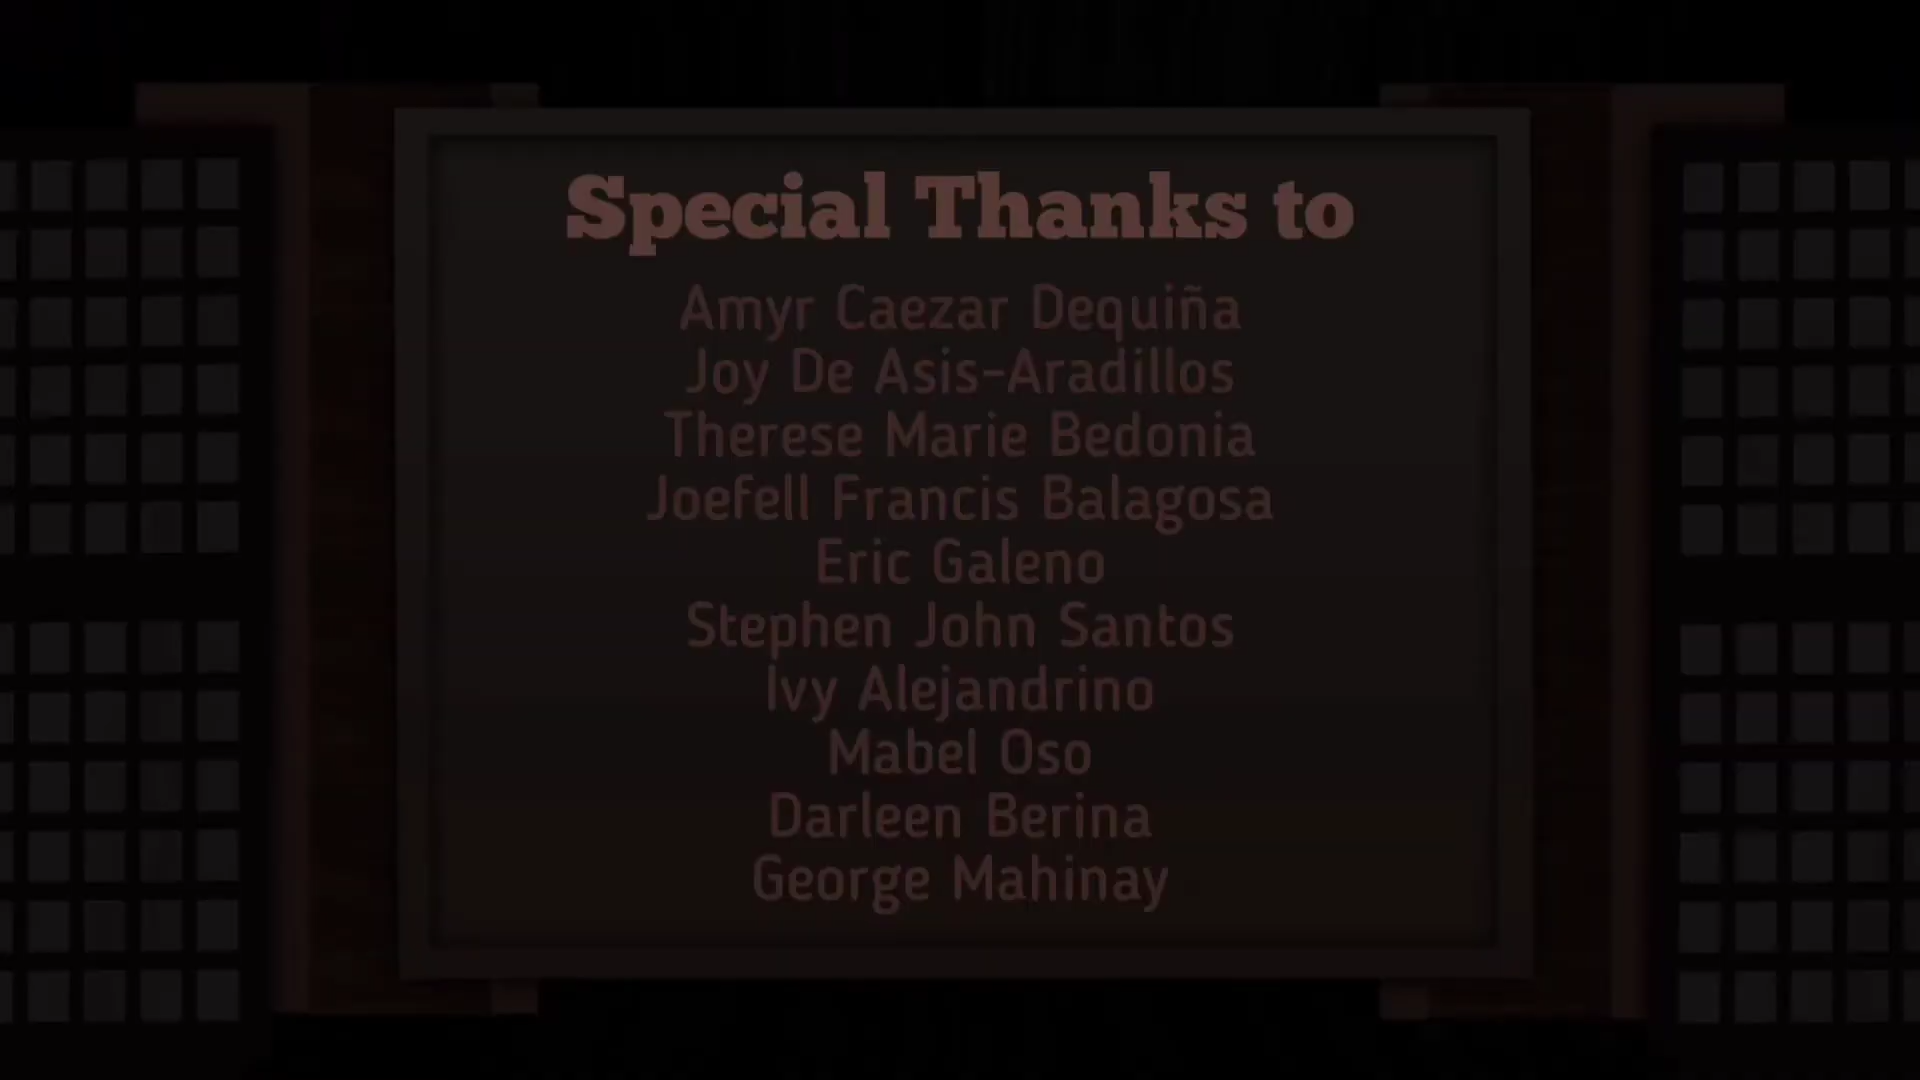 Special Thanks to
Amyr Caezar Dequiña
Joy De Asis-Aradillos
Therese Marie Bedonia
Joefell Francis Balagosa
Eric Galeno
Stephen John Santos
Ivy Alejandrino
Mabel Oso
Darleen Berina
George Mahinay